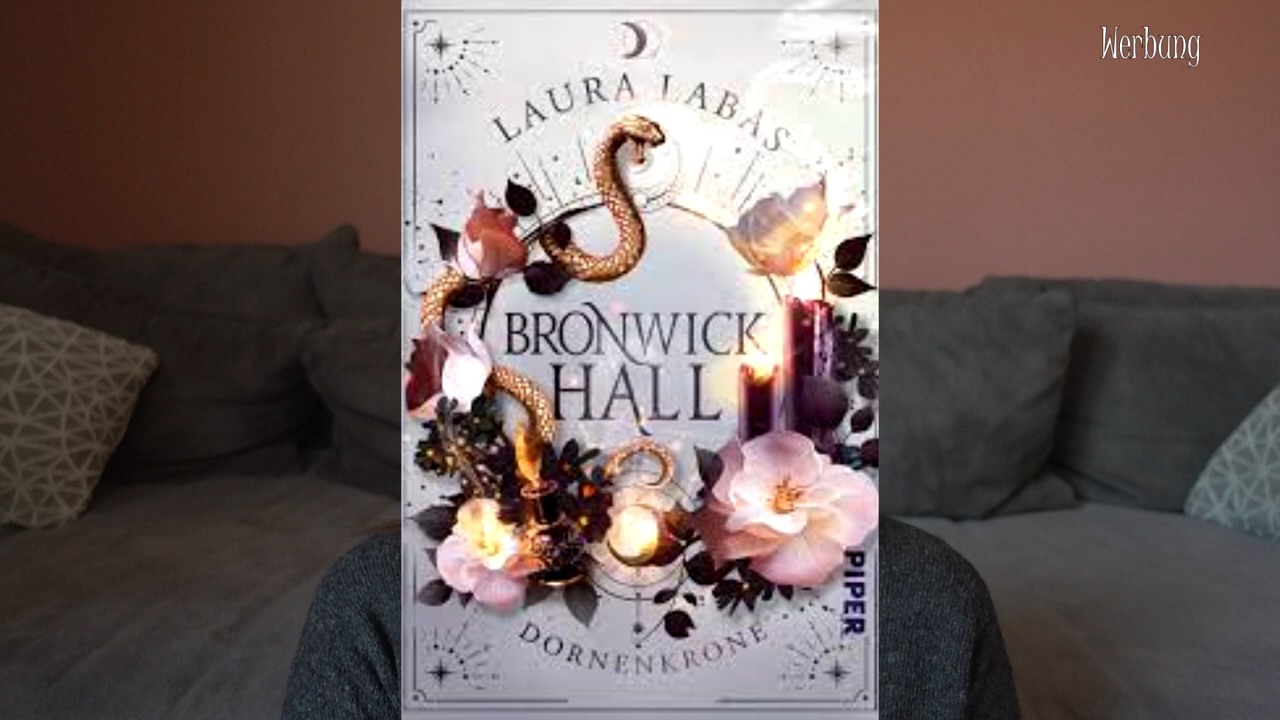 Werbung
LAURA LABAS
BRONWICK
HALL
PIPER
DORNENKRONE